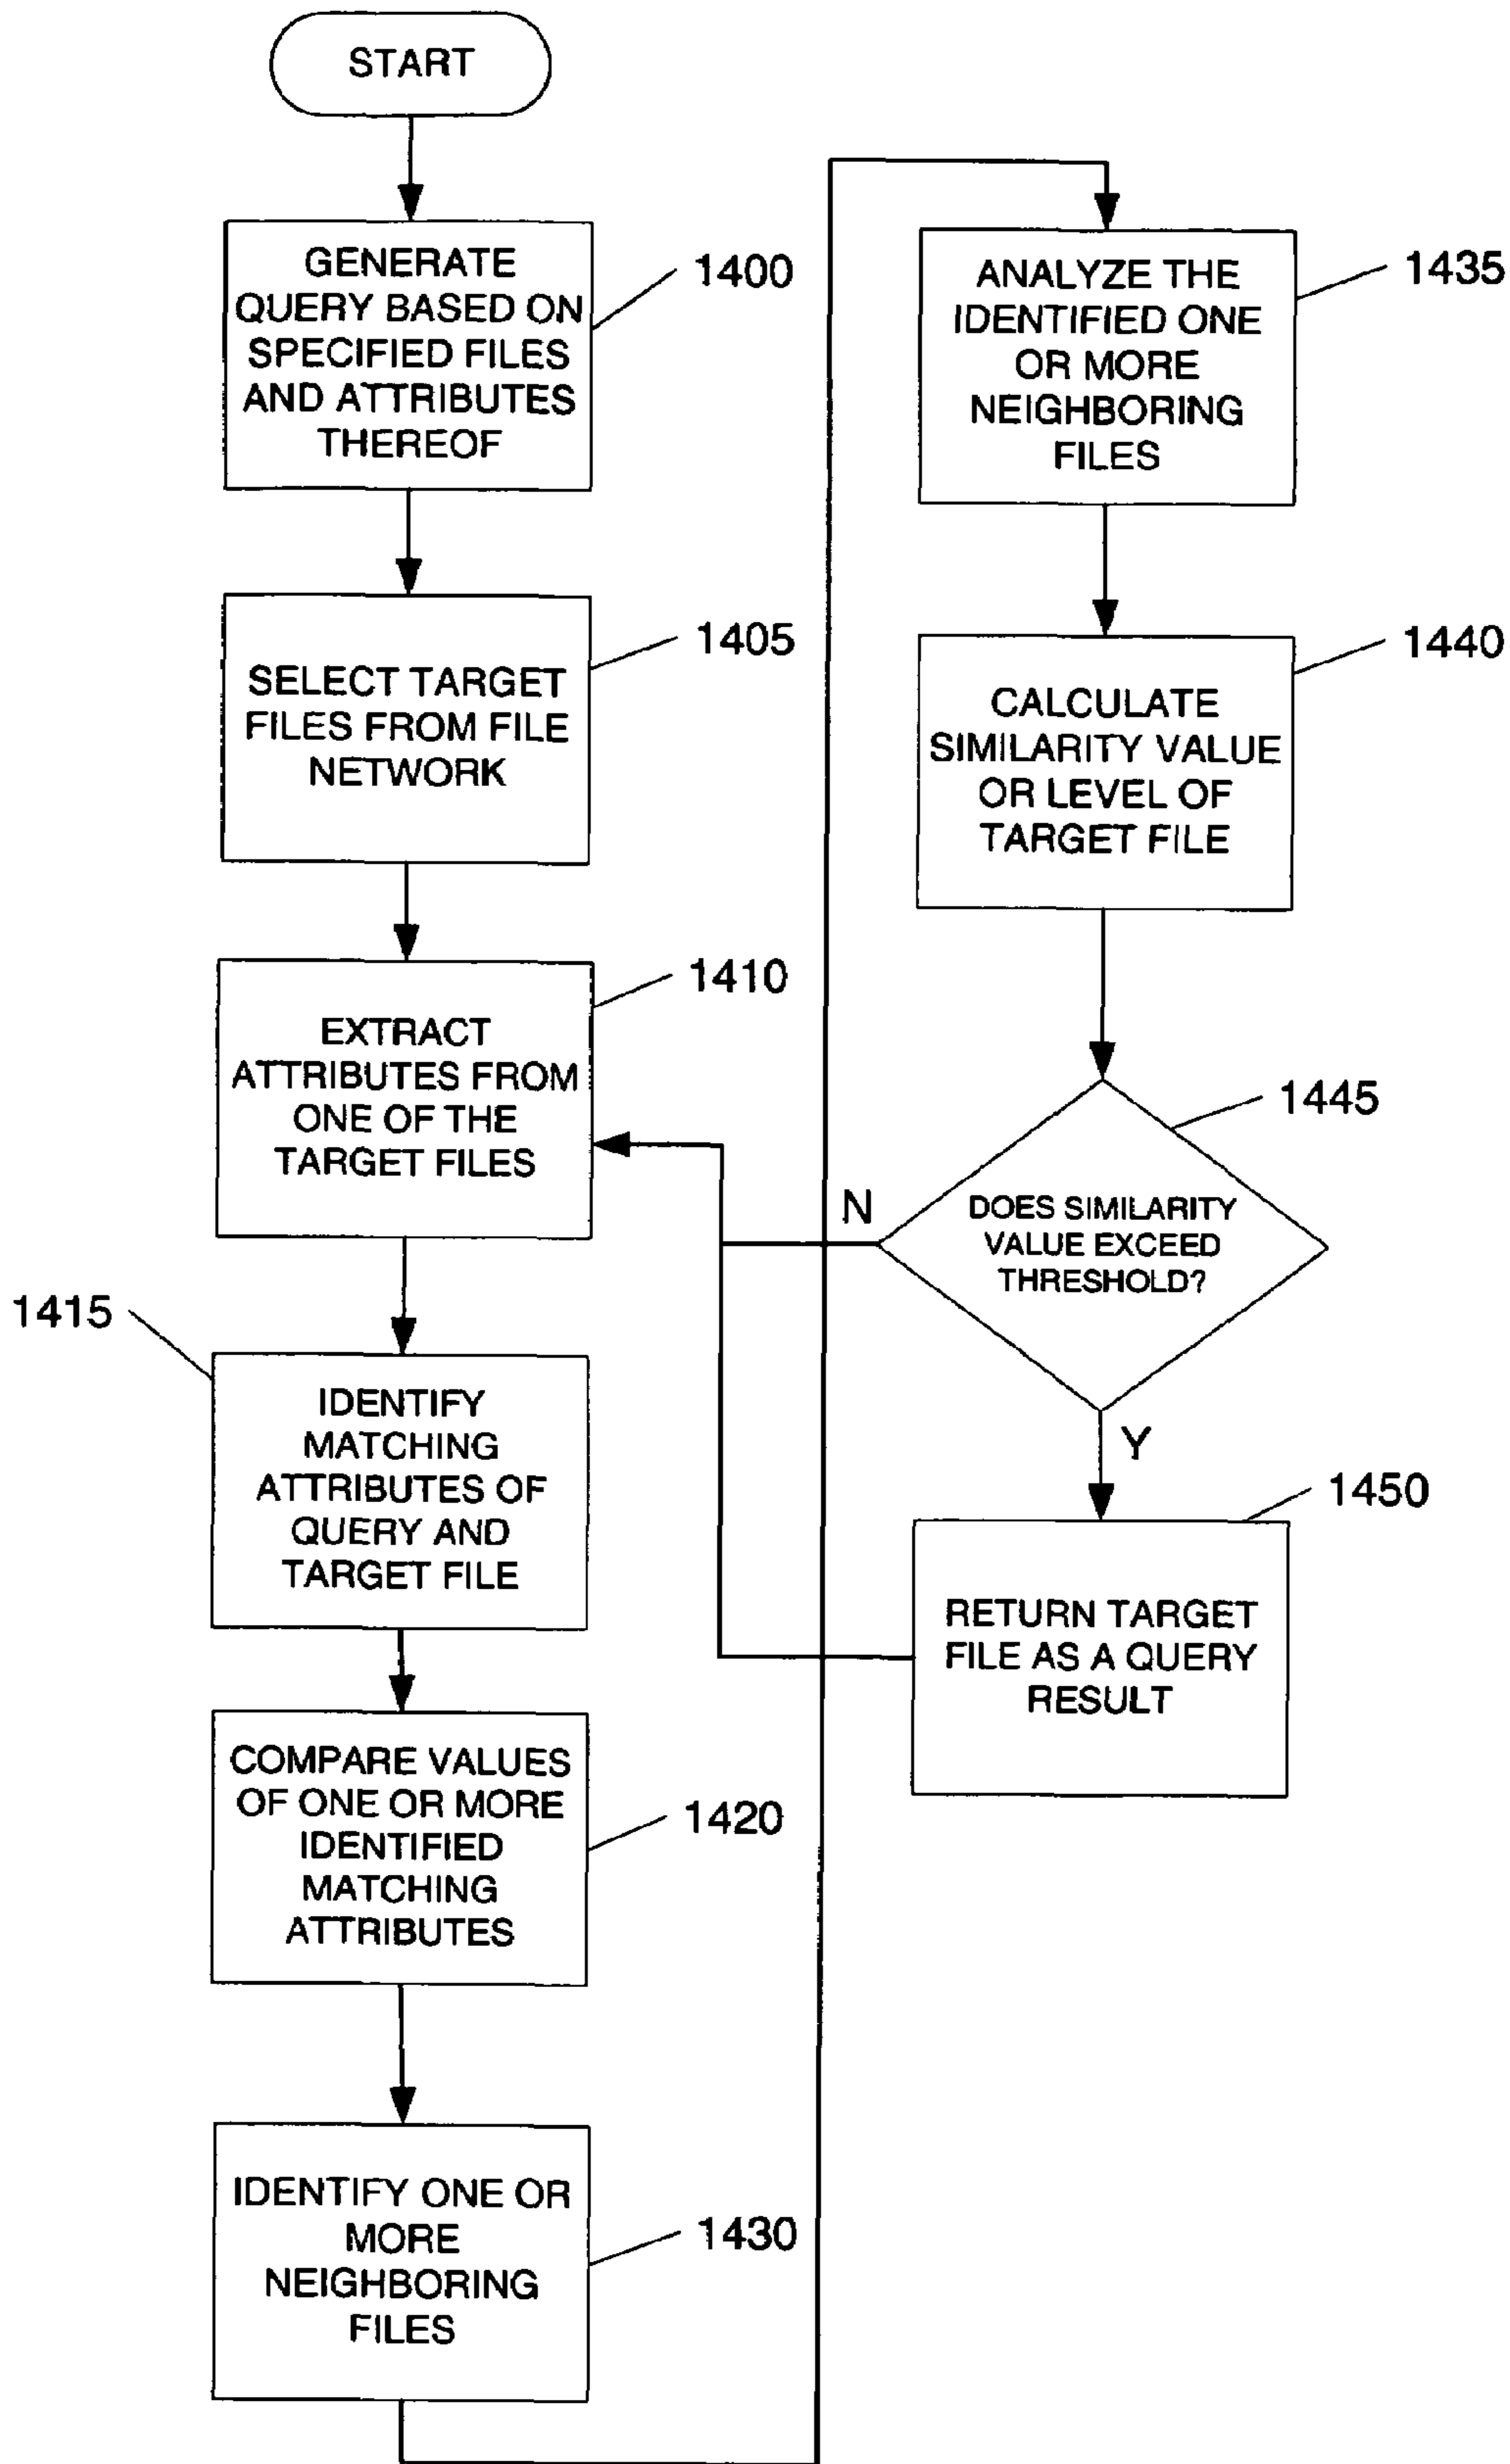 START
GENERATE
QUERY BASED ON
SPECIFIED FILES
AND ATTRIBUTES
THEREOF
1400
SELECT TARGET
FILES FROM FILE
NETWORK
1405
EXTRACT
ATTRIBUTES FROM
ONE OF THE
TARGET FILES
1410
1415
IDENTIFY
MATCHING
ATTRIBUTES OF
QUERY AND
TARGET FILE
COMPARE VALUES
OF ONE OR MORE
IDENTIFIED
MATCHING
ATTRIBUTES
1420
IDENTIFY ONE OR
MORE
NEIGHBORING
FILES
1430
ANALYZE THE
IDENTIFIED ONE
OR MORE
NEIGHBORING
FILES
1435
CALCULATE
SIMILARITY VALUE
OR LEVEL OF
TARGET FILE
1440
DOES SIMILARITY
VALUE EXCEED
THRESHOLD?
1445
N
Y
RETURN TARGET
FILE AS A QUERY
RESULT
1450